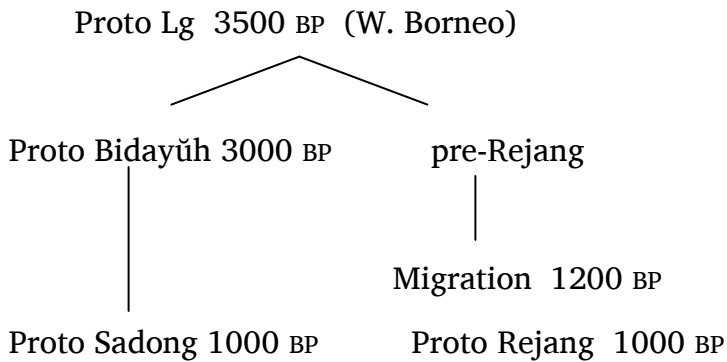 Proto Lg 3500 BP (W. Borneo)
Proto Bidayŭh 3000 BP pre-Rejang
Migration 1200 BP
Proto Sadong 1000 BP Proto Rejang 1000 BP